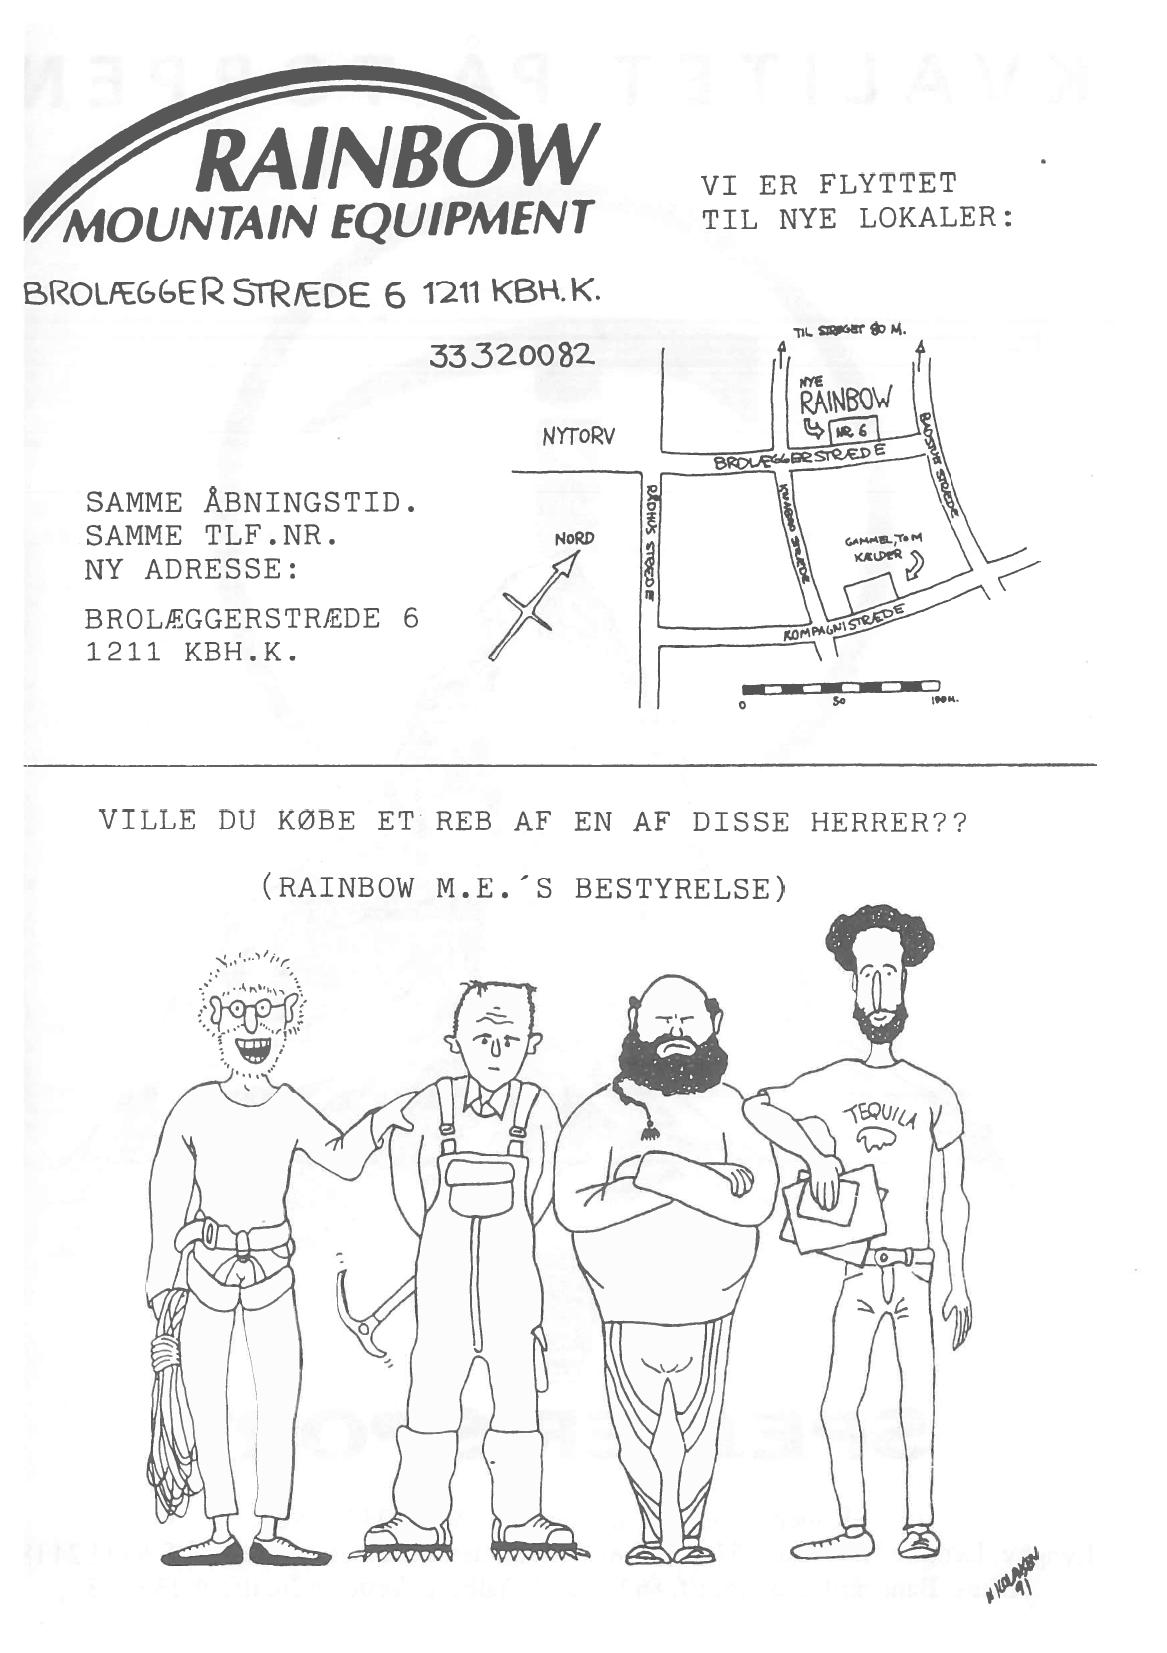 RAINBOW
MOUNTAIN EQUIPMENT
BROLÆGGERSTRÆDE 6 1211 KBH.K.
33320082
VI ER FLYTTET
TIL NYE LOKALER:
TIL STRØGET 80 M.
NYE
RAINBOW
NR. 6
NYTORV
BROLÆGGERSTRÆDE
BADSTUE STRÆDE
RÅDHUS STRÆDE
KNABRO STRÆDE
NORD
GAMMEL, TOM
KÆLDER
KOMPAGNISTRÆDE
0 50 100 M.
SAMME ÅBNINGSTID.
SAMME TLF.NR.
NY ADRESSE:
BROLÆGGERSTRÆDE 6
1211 KBH.K.
VILLE DU KØBE ET REB AF EN AF DISSE HERRER??
(RAINBOW M.E.´S BESTYRELSE)
TEQUILA
91